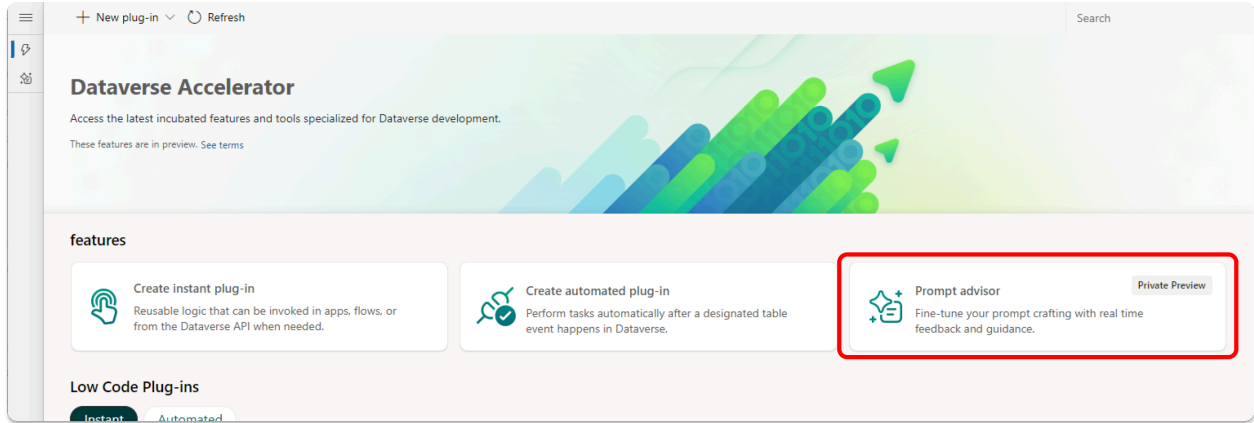 New plug-in Refresh Search
Dataverse Accelerator
Access the latest incubated features and tools specialized for Dataverse development.
These features are in preview. See terms
features
Create instant plug-in
Reusable logic that can be invoked in apps, flows, or
from the Dataverse API when needed.
Create automated plug-in
Perform tasks automatically after a designated table
event happens in Dataverse.
Prompt advisor
Private Preview
Fine-tune your prompt crafting with real time
feedback and guidance.
Low Code Plug-ins
Instant Automated